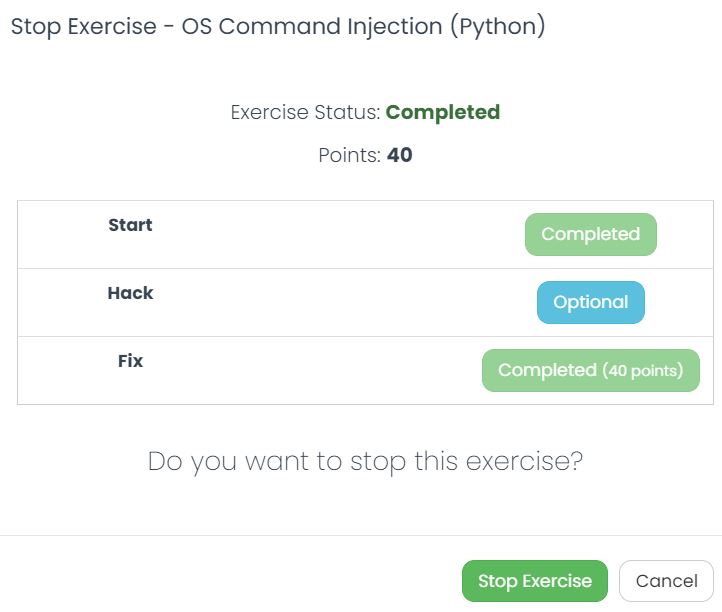 Stop Exercise - OS Command Injection (Python)
Exercise Status: Completed
Points: 40
Start Completed
Hack Optional
Fix Completed (40 points)
Do you want to stop this exercise?
Stop Exercise Cancel